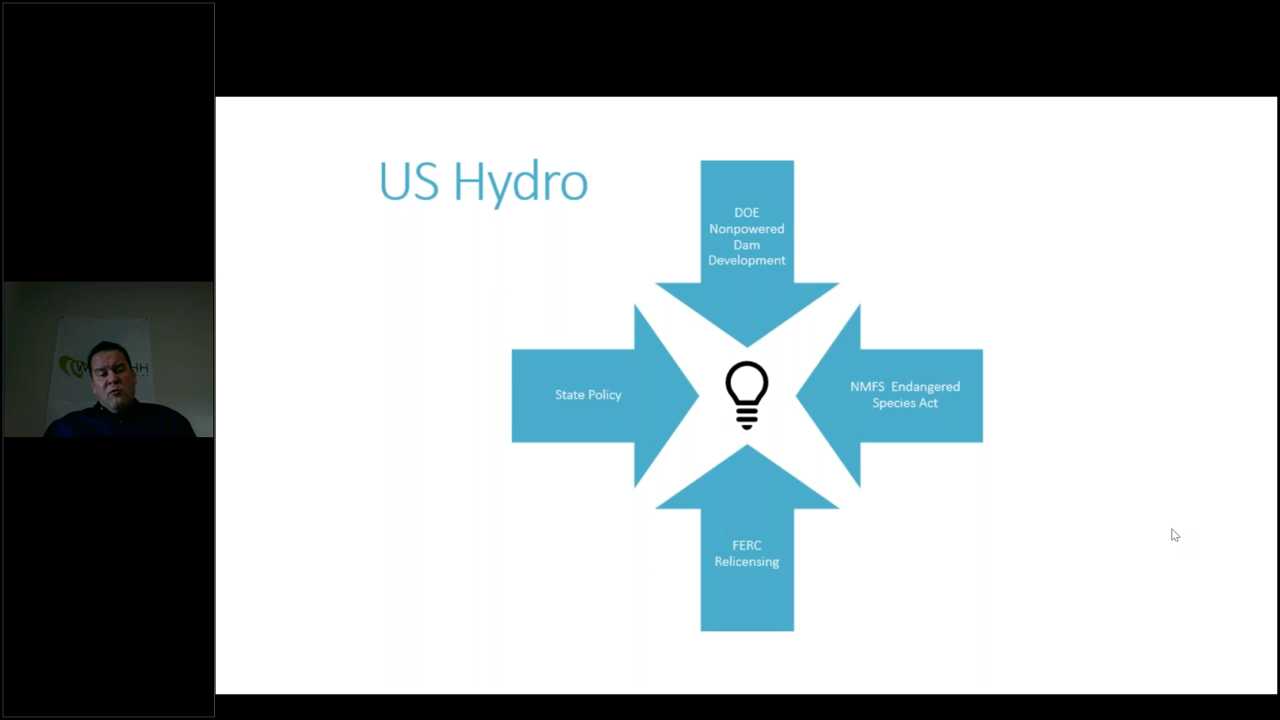 US Hydro
DOE
Nonpowered
Dam
Development
State Policy
NMFS Endangered
Species Act
FERC
Relicensing